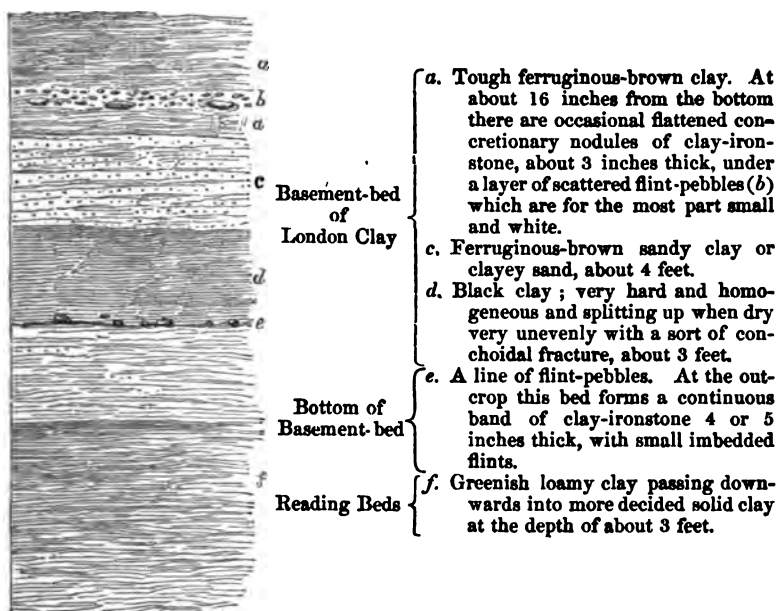 a
b
a
c
d
e
f
Basement-bed
of
London Clay
a. Tough ferruginous-brown clay. At
about 16 inches from the bottom
there are occasional flattened con-
cretionary nodules of clay-iron-
stone, about 3 inches thick, under
a layer of scattered flint-pebbles (b)
which are for the most part small
and white.
c. Ferruginous-brown sandy clay or
clayey sand, about 4 feet.
d. Black clay; very hard and homo-
geneous and splitting up when dry
very unevenly with a sort of con-
choidal fracture, about 3 feet.
Bottom of
Basement-bed
e. A line of flint-pebbles. At the out-
crop this bed forms a continuous
band of clay-ironstone 4 or 5
inches thick, with small imbedded
flints.
Reading Beds
f. Greenish loamy clay passing down-
wards into more decided solid clay
at the depth of about 3 feet.